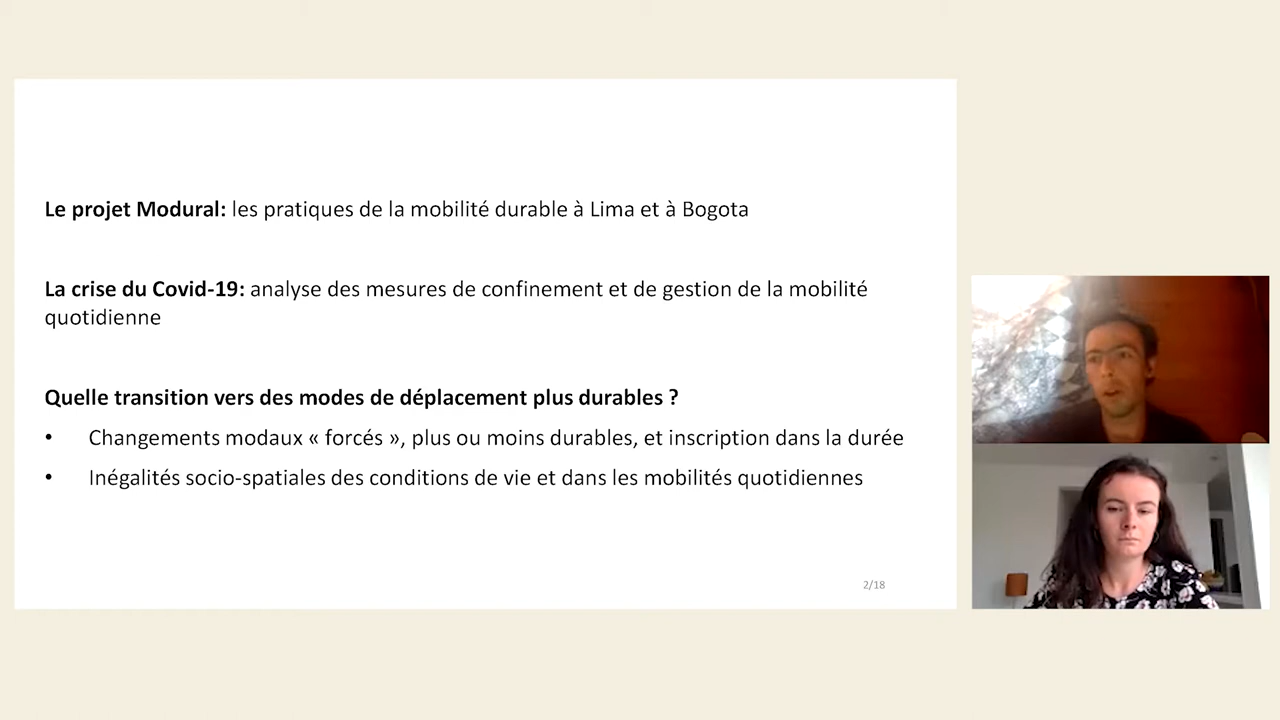 Le projet Modural: les pratiques de la mobilité durable à Lima et à Bogota
La crise du Covid-19: analyse des mesures de confinement et de gestion de la mobilité
quotidienne
Quelle transition vers des modes de déplacement plus durables ?
• Changements modaux « forcés », plus ou moins durables, et inscription dans la durée
• Inégalités socio-spatiales des conditions de vie et dans les mobilités quotidiennes
2/18